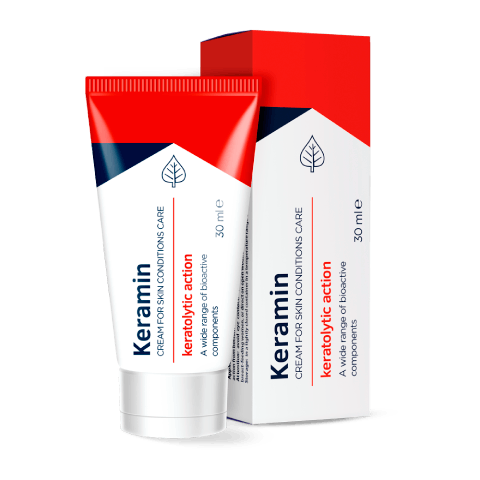 Keramin
CREAM FOR SKIN CONDITIONS CARE
keratolytic action
A wide range of bioactive
components
30 ml e
Keramin
CREAM FOR SKIN CONDITIONS CARE
keratolytic action
A wide range of bioactive
components
30 ml e